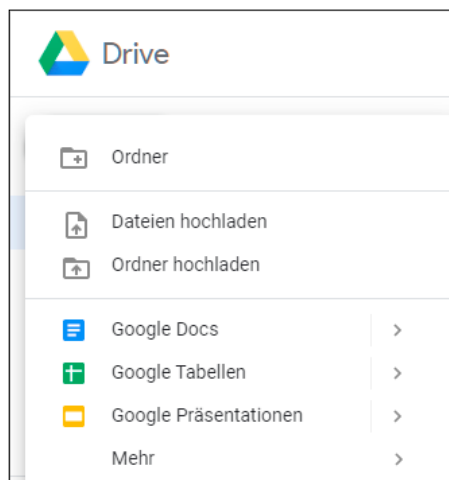 Drive
Ordner
Dateien hochladen
Ordner hochladen
Google Docs
Google Tabellen
Google Präsentationen
Mehr